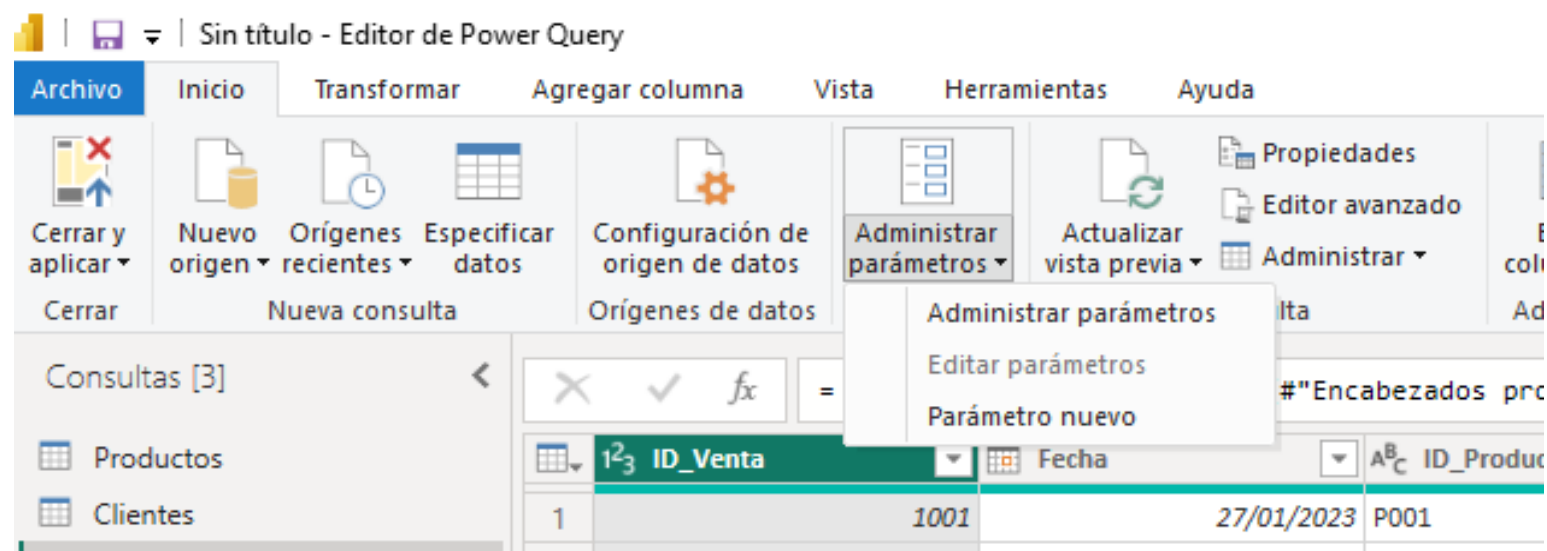 Sin título - Editor de Power Query
Archivo Inicio Transformar Agregar columna Vista Herramientas Ayuda
Cerrar y aplicar
Nuevo origen
Orígenes recientes
Especificar datos
Configuración de origen de datos
Administrar parámetros
Actualizar vista previa
Propiedades
Editor avanzado
Administrar
Cerrar
Nueva consulta
Orígenes de datos
Administrar parámetros
Editar parámetros
Parámetro nuevo
Consultas [3]
fx = #"Encabezados
Productos
Clientes
123 ID_Venta
Fecha
ABC
1 1001 27/01/2023 P001